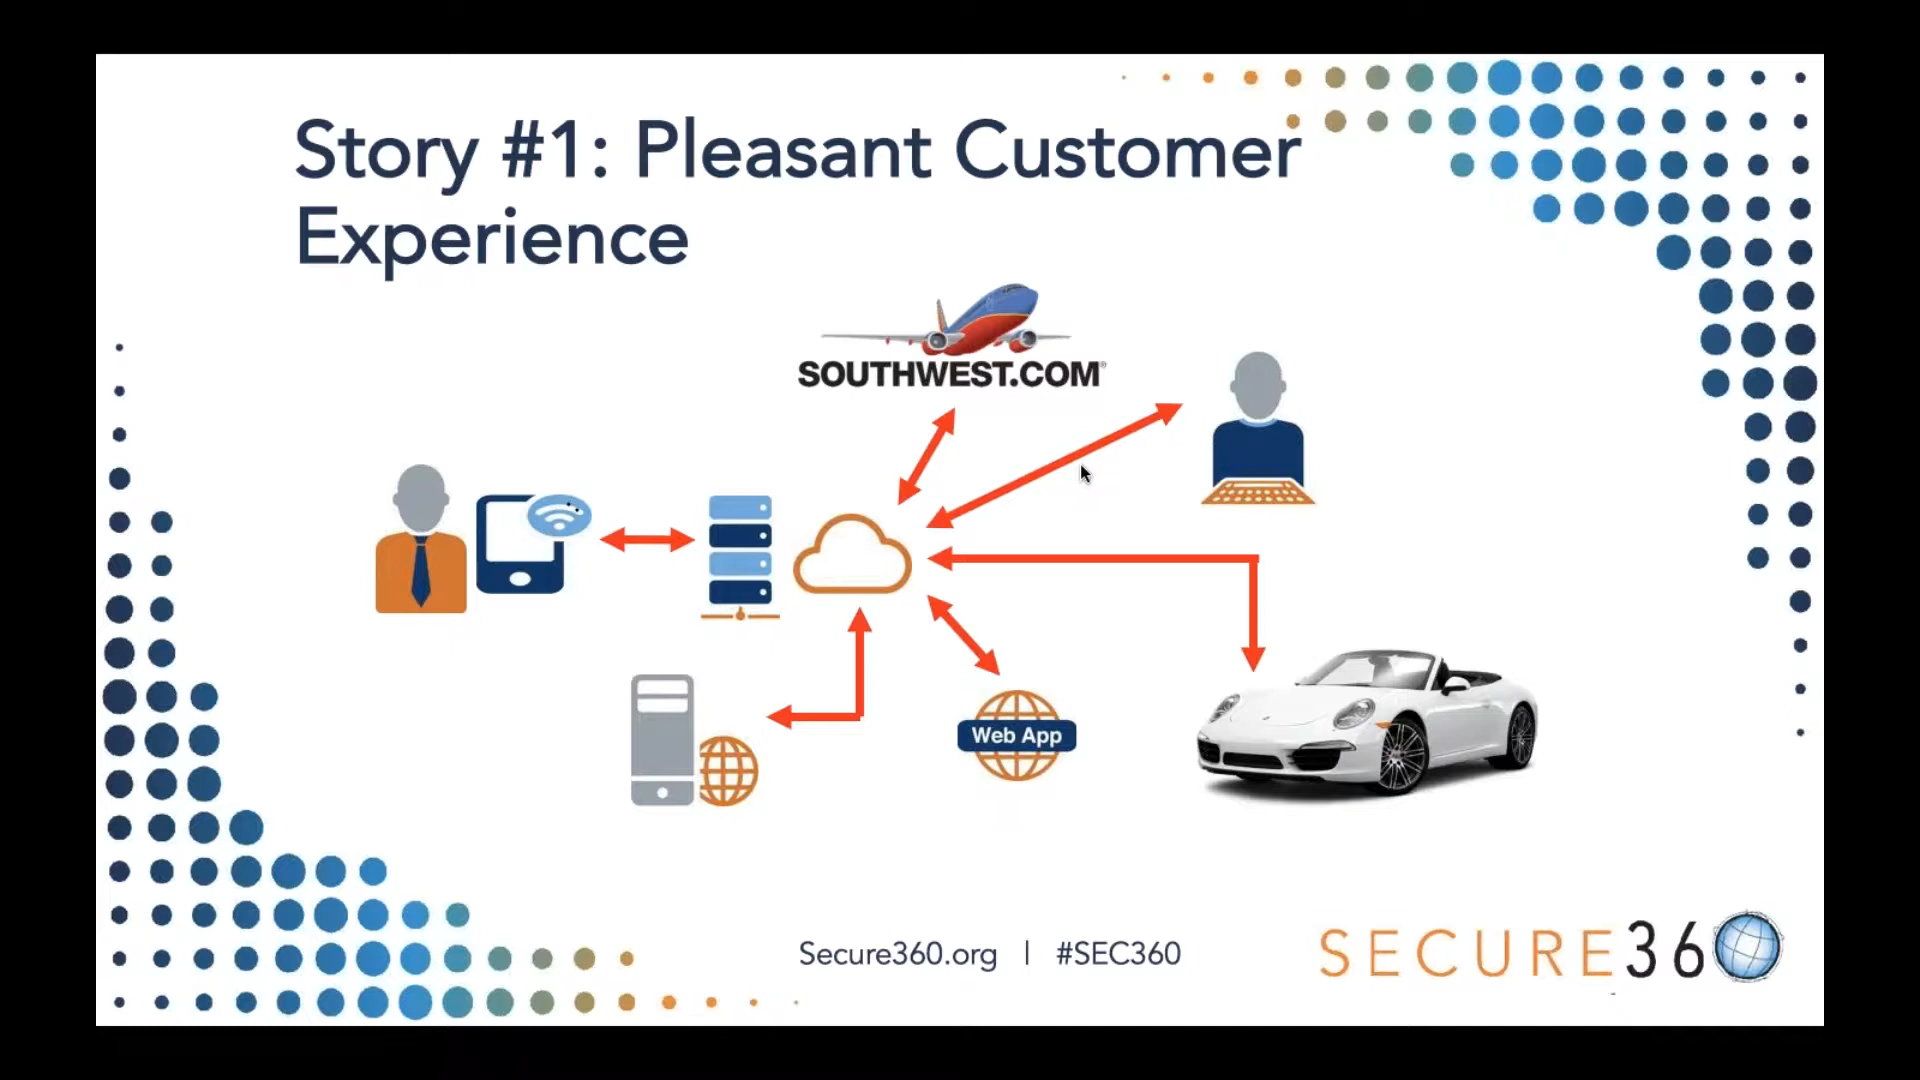 Story #1: Pleasant Customer
Experience
SOUTHWEST.COM®
Web App
Secure360.org | #SEC360
SECURE360